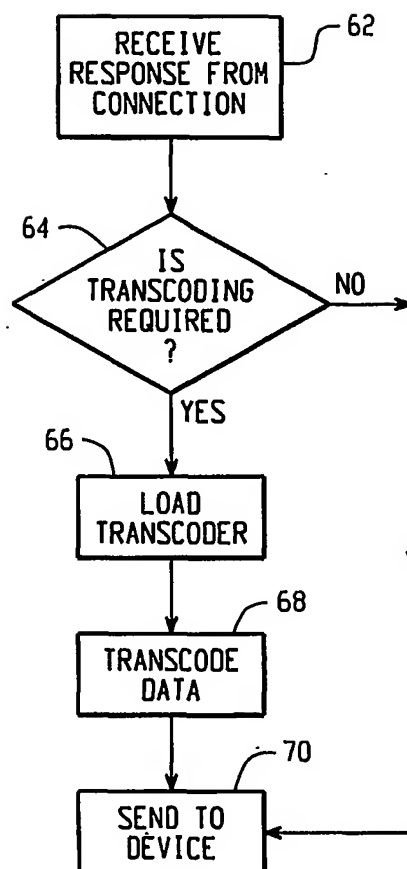 62
RECEIVE
RESPONSE FROM
CONNECTION
64
IS
TRANSCODING
REQUIRED
?
NO
YES
66
LOAD
TRANSCODER
68
TRANSCODE
DATA
70
SEND TO
DEVICE